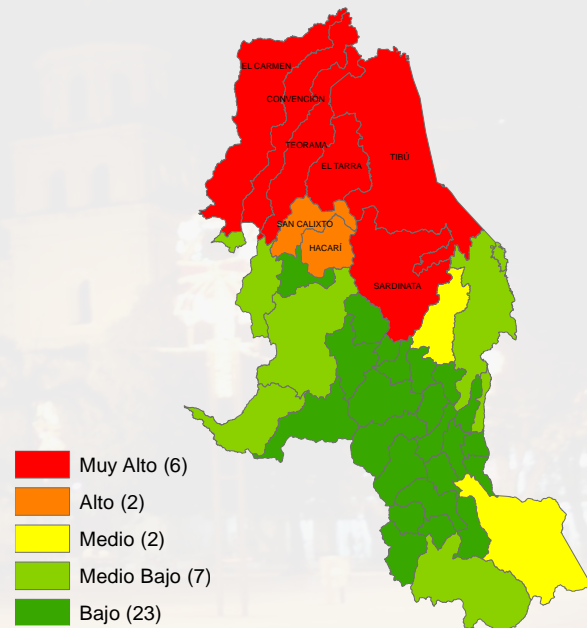 EL CARMEN
CONVENCIÓN
TEORAMA
TIBÚ
EL TARRA
SAN CALIXTO
HACARÍ
SARDINATA
Muy Alto (6)
Alto (2)
Medio (2)
Medio Bajo (7)
Bajo (23)